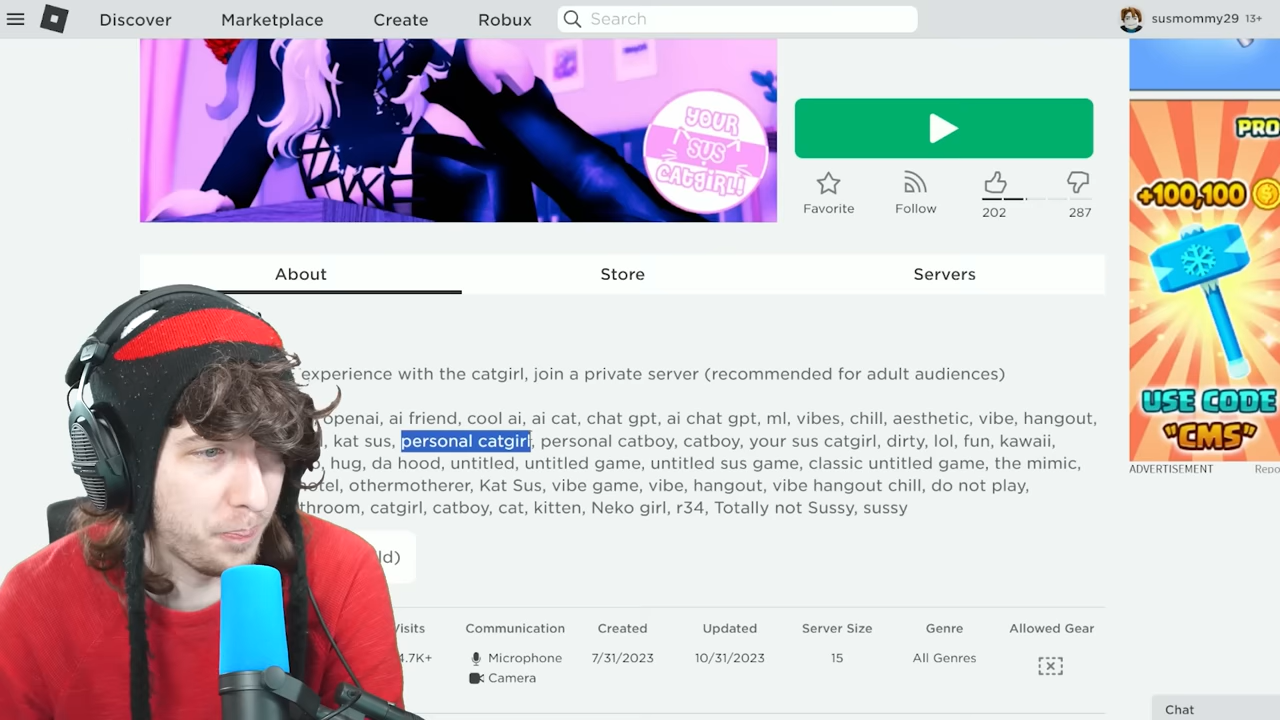 Discover Marketplace Create Robux Search susmommy29 13+
PRO
YOUR
SUS
CATGIRL!
+100,100
Favorite Follow 202 287
About Store Servers
experience with the catgirl, join a private server (recommended for adult audiences)
USE CODE
openai, ai friend, cool ai, ai cat, chat gpt, ai chat gpt, ml, vibes, chill, aesthetic, vibe, hangout,
"CMS"
kat sus, personal catgirl, personal catboy, catboy, your sus catgirl, dirty, lol, fun, kawaii,
hug, da hood, untitled, untitled game, untitled sus game, classic untitled game, the mimic,
ADVERTISEMENT
othermotherer, Kat Sus, vibe game, vibe, hangout, vibe hangout chill, do not play,
catgirl, catboy, cat, kitten, Neko girl, r34, Totally not Sussy, sussy
Communication Created Updated Server Size Genre Allowed Gear
Microphone 7/31/2023 10/31/2023 15 All Genres
Camera
Chat